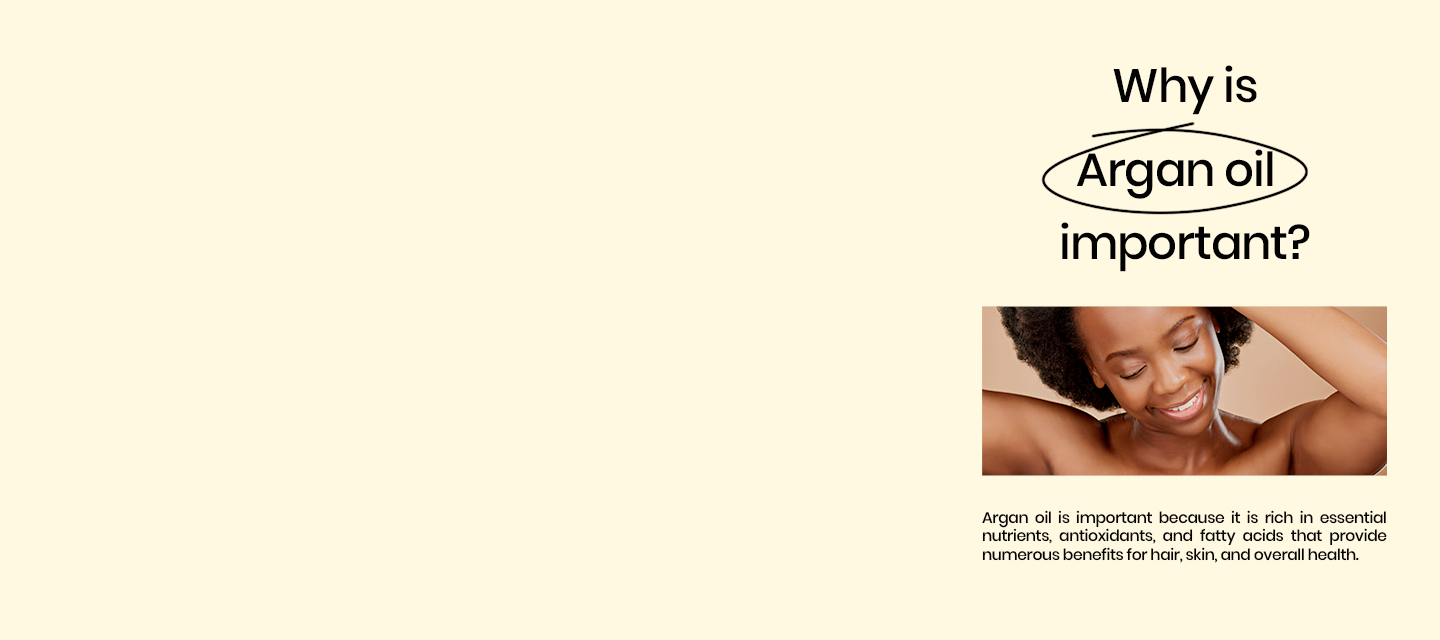 Why is
Argan oil
important?
Argan oil is important because it is rich in essential
nutrients, antioxidants, and fatty acids that provide
numerous benefits for hair, skin, and overall health.